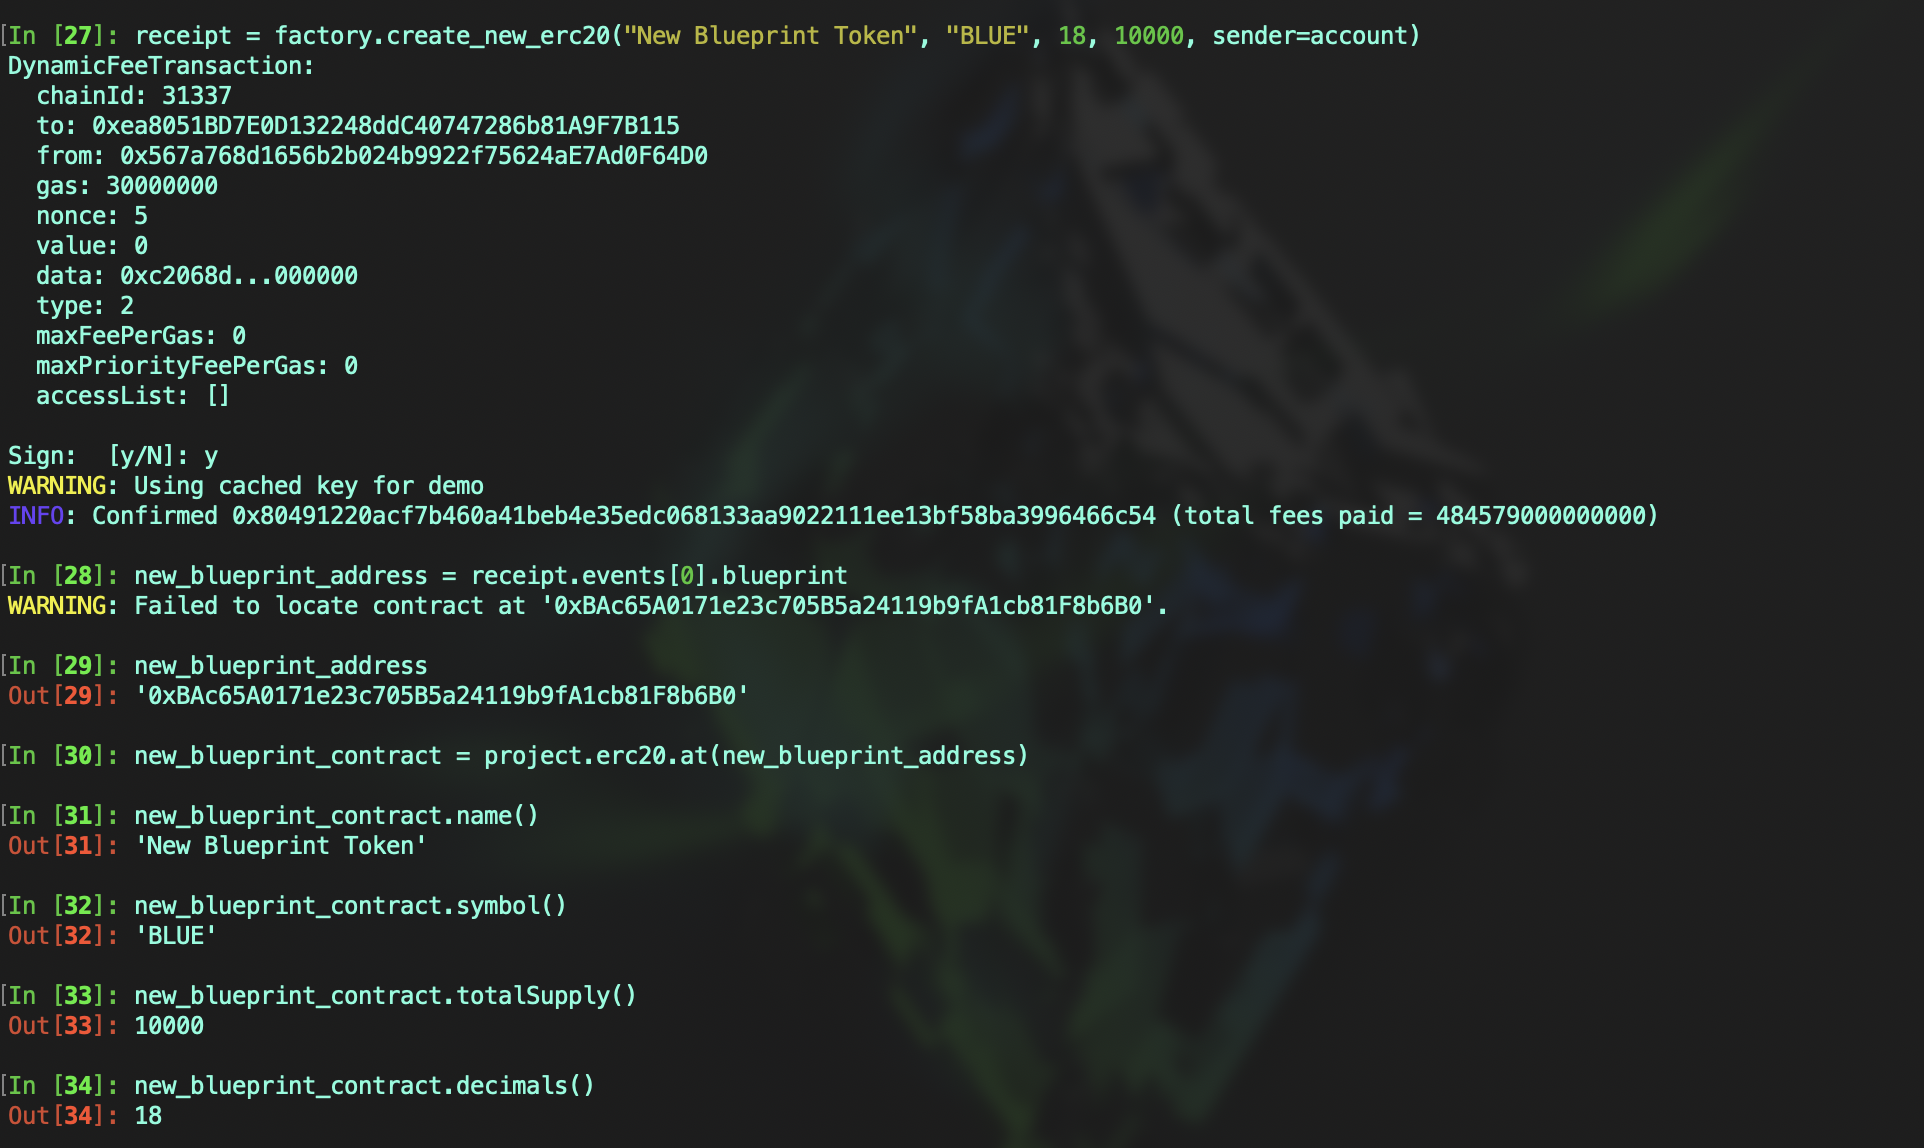 [In [27]: receipt = factory.create_new_erc20("New Blueprint Token", "BLUE", 18, 10000, sender=account)
DynamicFeeTransaction:
  chainId: 31337
  to: 0xea8051BD7E0D132248ddC40747286b81A9F7B115
  from: 0x567a768d1656b2b024b9922f75624aE7Ad0F64D0
  gas: 30000000
  nonce: 5
  value: 0
  data: 0xc2068d...000000
  type: 2
  maxFeePerGas: 0
  maxPriorityFeePerGas: 0
  accessList: []
Sign:  [y/N]: y
WARNING: Using cached key for demo
INFO: Confirmed 0x80491220acf7b460a41beb4e35edc068133aa9022111ee13bf58ba3996466c54 (total fees paid = 484579000000000)
[In [28]: new_blueprint_address = receipt.events[0].blueprint
WARNING: Failed to locate contract at '0xBAc65A0171e23c705B5a24119b9fA1cb81F8b6B0'.
[In [29]: new_blueprint_address
Out[29]: '0xBAc65A0171e23c705B5a24119b9fA1cb81F8b6B0'
[In [30]: new_blueprint_contract = project.erc20.at(new_blueprint_address)
[In [31]: new_blueprint_contract.name()
Out[31]: 'New Blueprint Token'
[In [32]: new_blueprint_contract.symbol()
Out[32]: 'BLUE'
[In [33]: new_blueprint_contract.totalSupply()
Out[33]: 10000
[In [34]: new_blueprint_contract.decimals()
Out[34]: 18